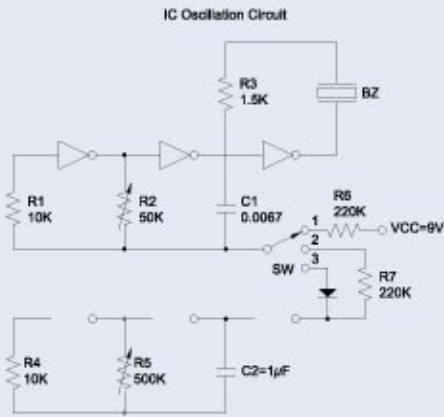 IC Oscillation Circuit
R3
1.5K
BZ
R1
10K
R2
50K
C1
0.0067
R6
220K
1
VCC=9V
2
SW
3
R7
220K
R4
10K
R5
500K
C2=1μF